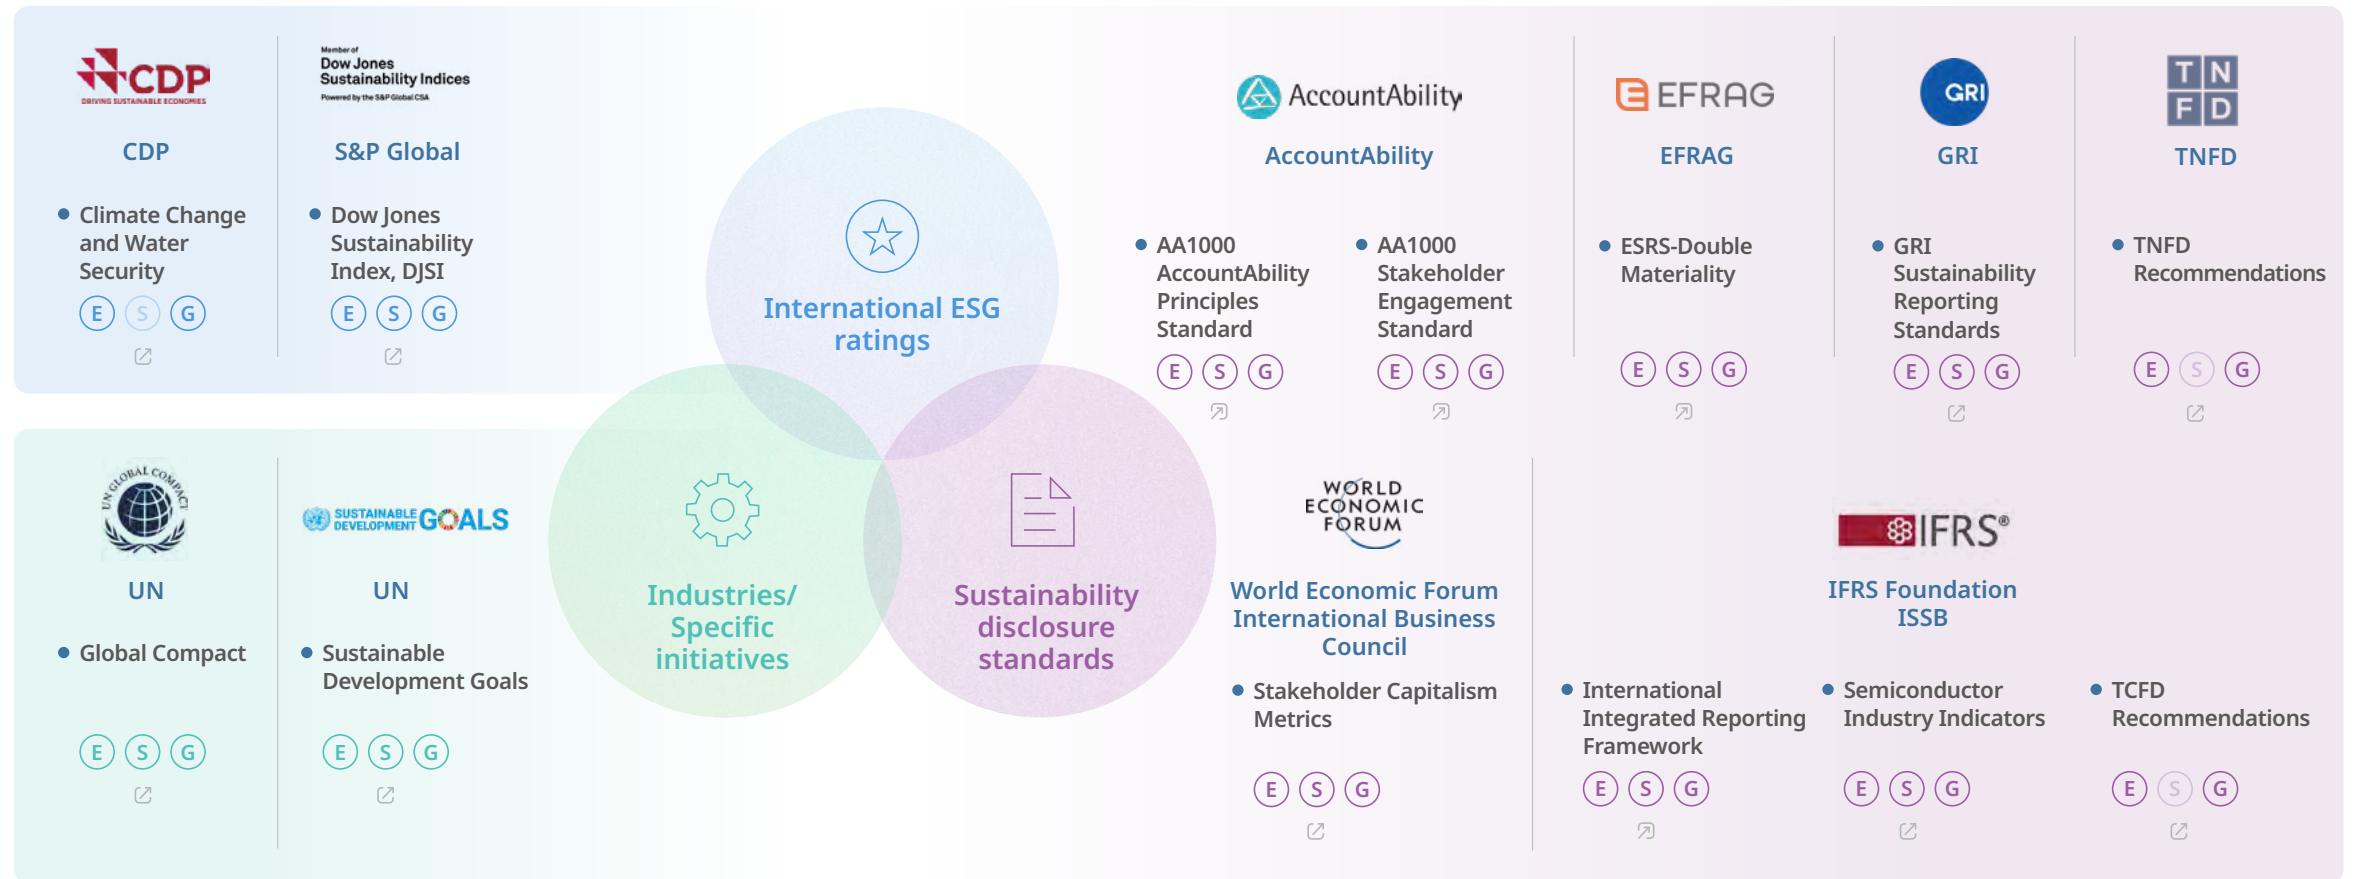 CDP
DRIVING SUSTAINABLE ECONOMIES
CDP
Climate Change
and Water
Security
E S G
Member of
Dow Jones
Sustainability Indices
Powered by the S&P Global CSA
S&P Global
Dow Jones
Sustainability
Index, DJSI
E S G
International ESG
ratings
AccountAbility
AccountAbility
AA1000
AccountAbility
Principles
Standard
E S G
AA1000
Stakeholder
Engagement
Standard
E S G
EFRAG
EFRAG
ESRS-Double
Materiality
E S G
GRI
GRI
GRI
Sustainability
Reporting
Standards
E S G
TN
FD
TNFD
TNFD
Recommendations
E S G
UN GLOBAL COMPACT
UN
Global Compact
E S G
SUSTAINABLE
DEVELOPMENT GOALS
UN
Sustainable
Development Goals
E S G
Industries/
Specific
initiatives
Sustainability
disclosure
standards
WORLD
ECONOMIC
FORUM
World Economic Forum
International Business
Council
Stakeholder Capitalism
Metrics
E S G
IFRS®
IFRS Foundation
ISSB
International
Integrated Reporting
Framework
E S G
Semiconductor
Industry Indicators
E S G
TCFD
Recommendations
E S G